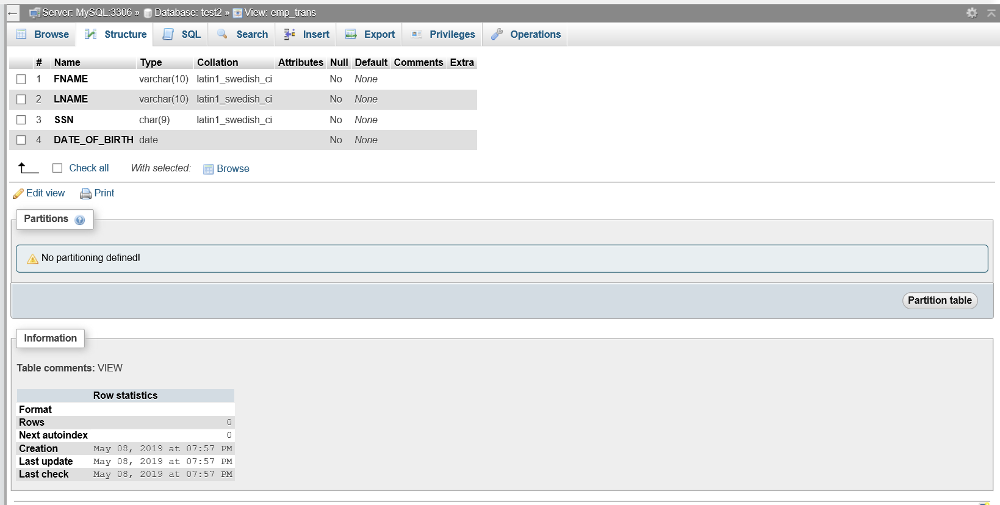 ← Server: MySQL:3306 » Database: test2 » View: emp_trans
Browse Structure SQL Search Insert Export Privileges Operations
# Name Type Collation Attributes Null Default Comments Extra
1 FNAME varchar(10) latin1_swedish_ci No None
2 LNAME varchar(10) latin1_swedish_ci No None
3 SSN char(9) latin1_swedish_ci No None
4 DATE_OF_BIRTH date No None
Check all With selected: Browse
Edit view Print
Partitions
No partitioning defined!
Partition table
Information
Table comments: VIEW
Row statistics
Format
Rows 0
Next autoindex 0
Creation May 08, 2019 at 07:57 PM
Last update May 08, 2019 at 07:57 PM
Last check May 08, 2019 at 07:57 PM